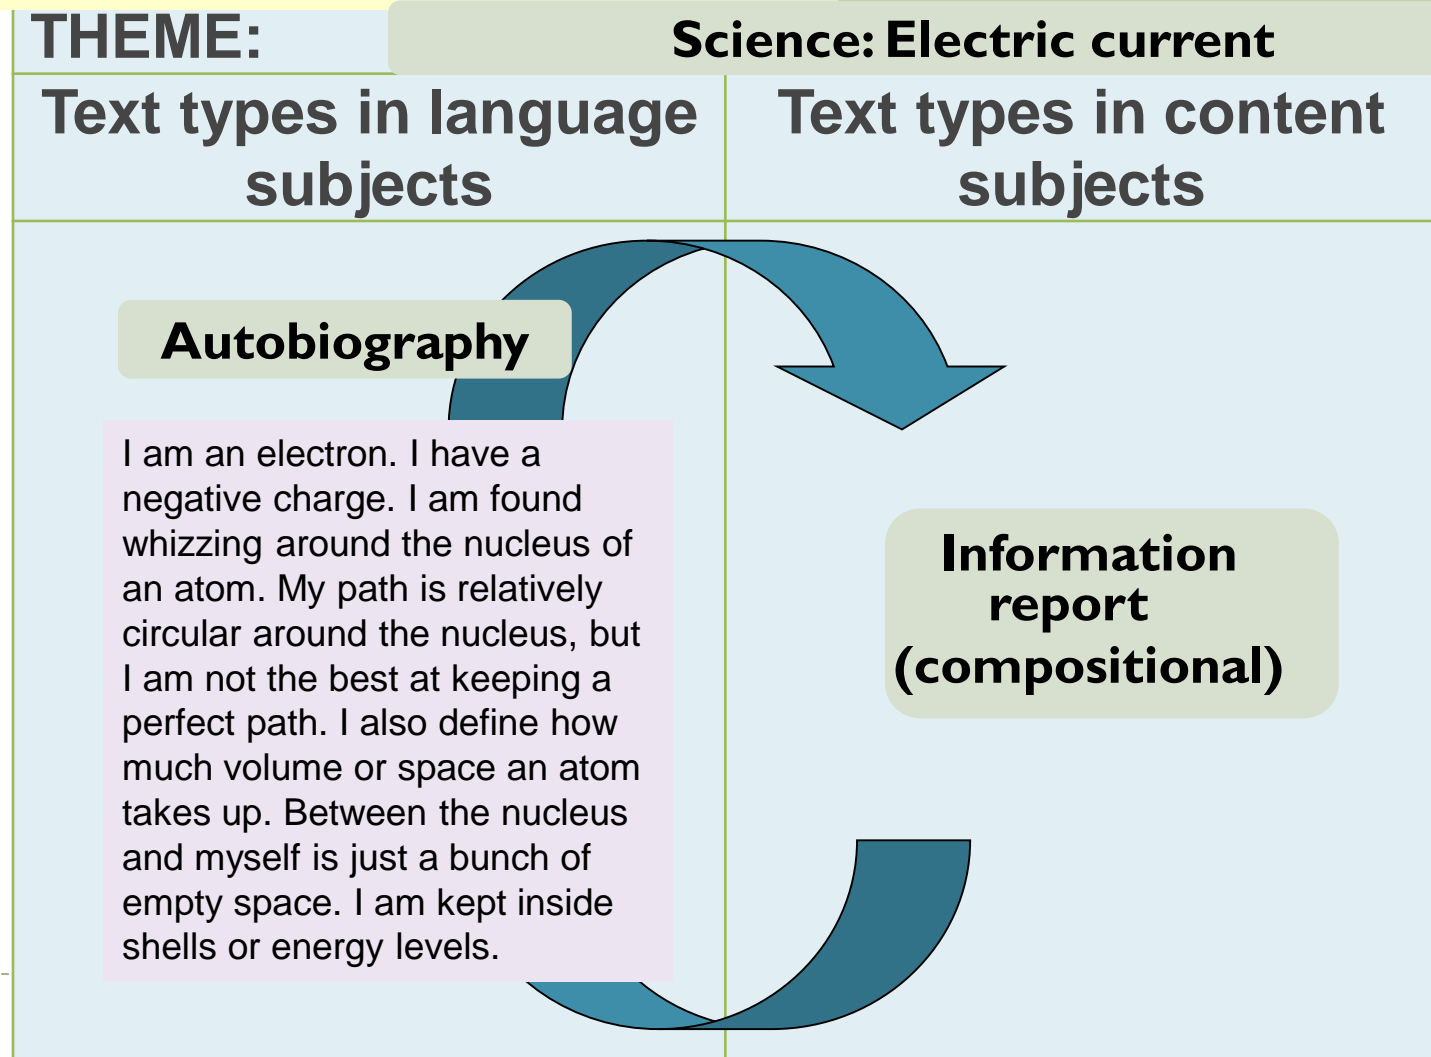 THEME:
Science: Electric current
Text types in language
subjects
Text types in content
subjects
Autobiography
I am an electron. I have a
negative charge. I am found
whizzing around the nucleus of
an atom. My path is relatively
circular around the nucleus, but
I am not the best at keeping a
perfect path. I also define how
much volume or space an atom
takes up. Between the nucleus
and myself is just a bunch of
empty space. I am kept inside
shells or energy levels.
Information
report
(compositional)